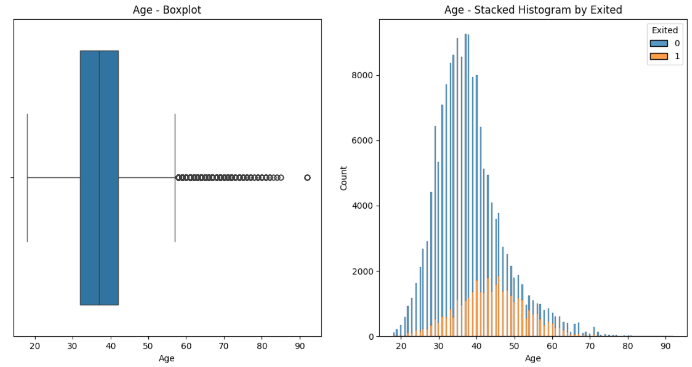 Age - Boxplot
20 30 40 50 60 70 80 90
Age
Age - Stacked Histogram by Exited
Exited
0
1
8000
6000
4000
2000
0
Count
20 30 40 50 60 70 80 90
Age